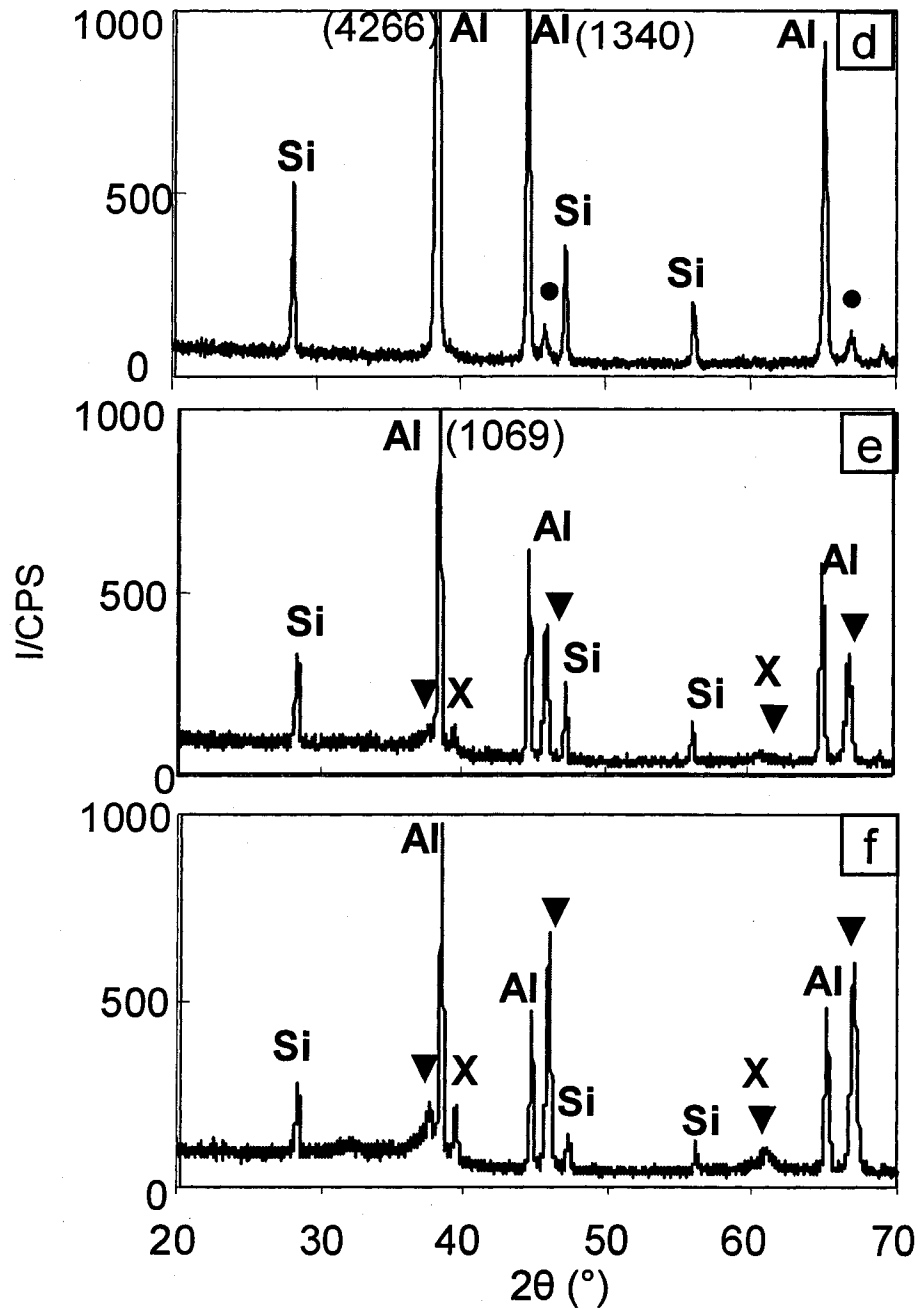 1000 (4266) Al Al (1340) Al d
Si
500 Si
Si
● ●
0
1000 Al (1069) e
Al Al
I/CPS
500 ▼ ▼
Si Si X
▼ X Si ▼
0
1000 Al f
▼ ▼
500 Al Al
Si ▼ X X
Si Si ▼
0
20 30 40 50 60 70
2θ (°)